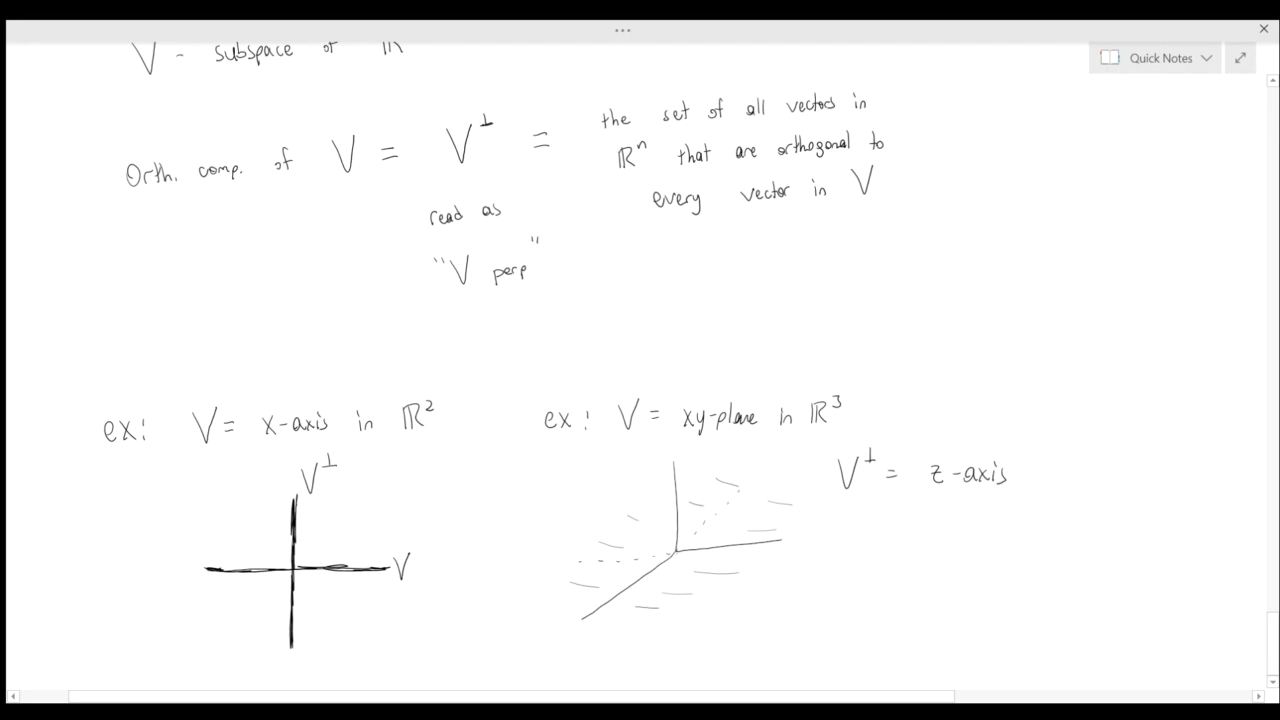 V - subspace of ℝ
Quick Notes
Orth. comp. of V = V⊥ = the set of all vectors in
ℝⁿ that are orthogonal to
every vector in V
read as
"V perp"
ex: V = x-axis in ℝ²
ex: V = xy-plane in ℝ³
V⊥
V
V⊥ = z-axis